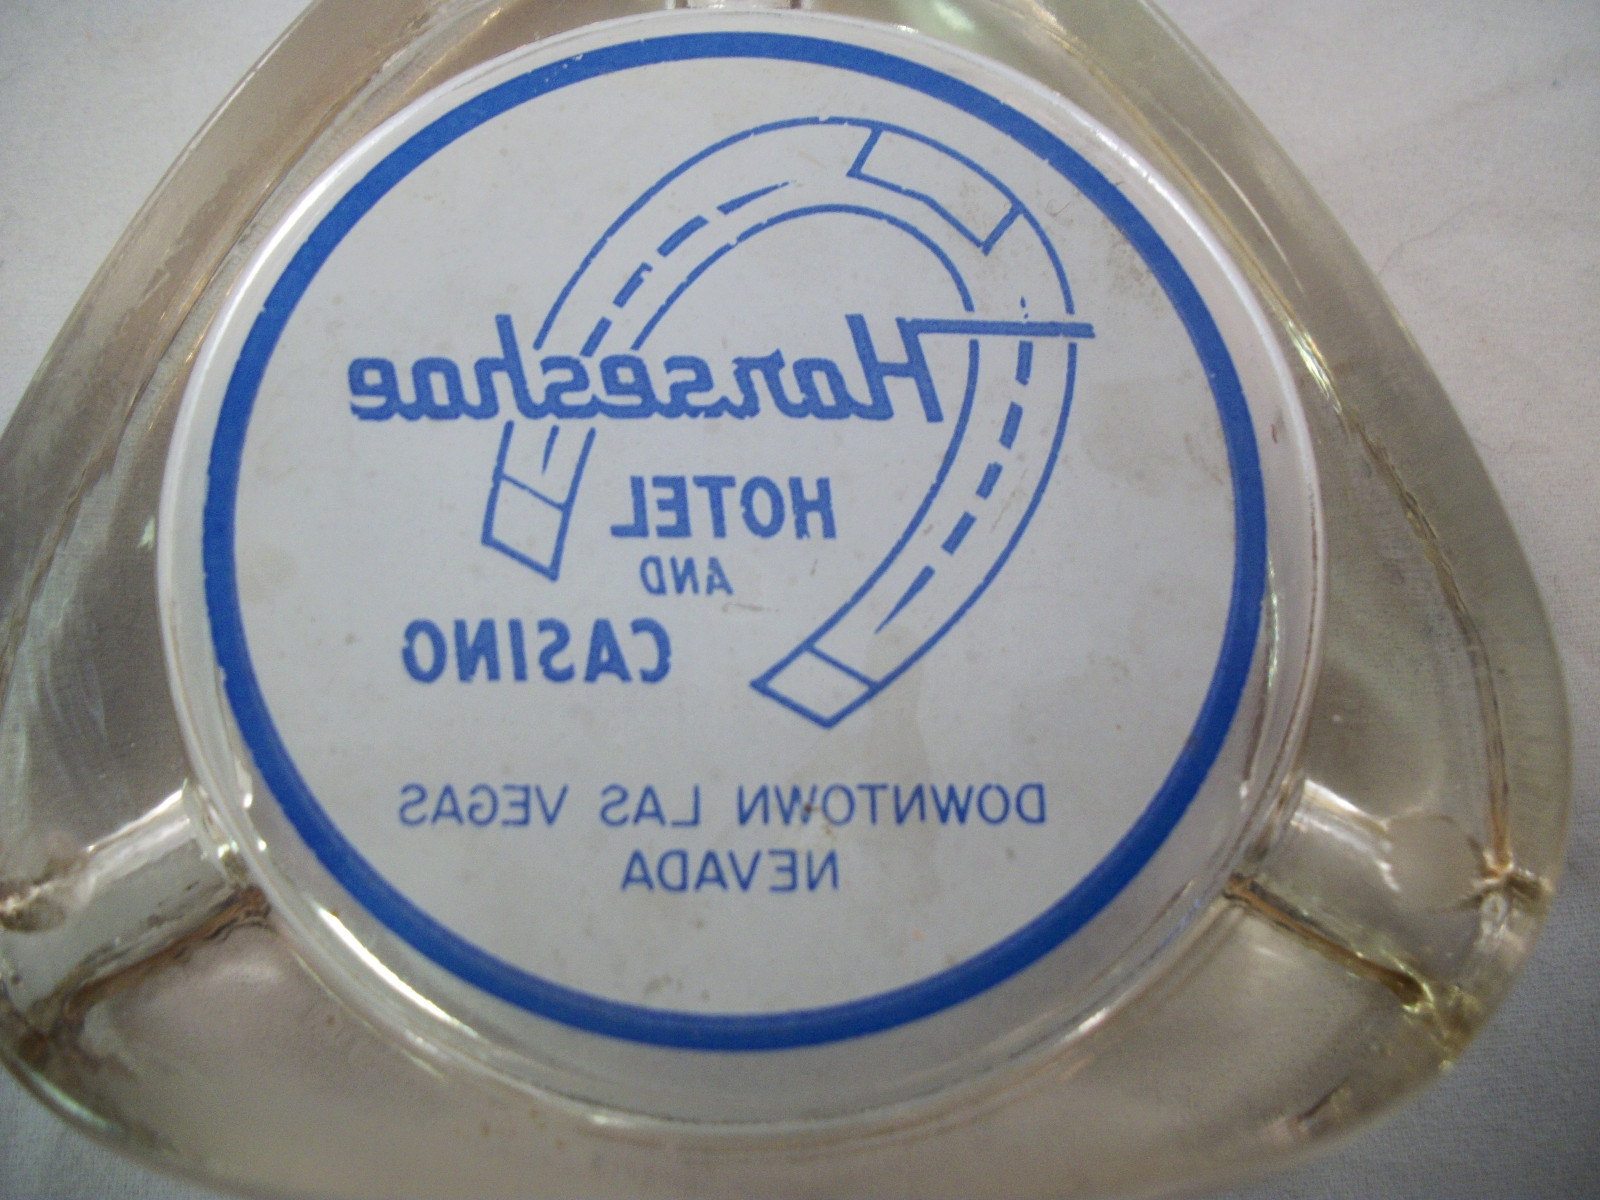 Horseshoe
HOTEL
AND
CASINO
DOWNTOWN LAS VEGAS
NEVADA